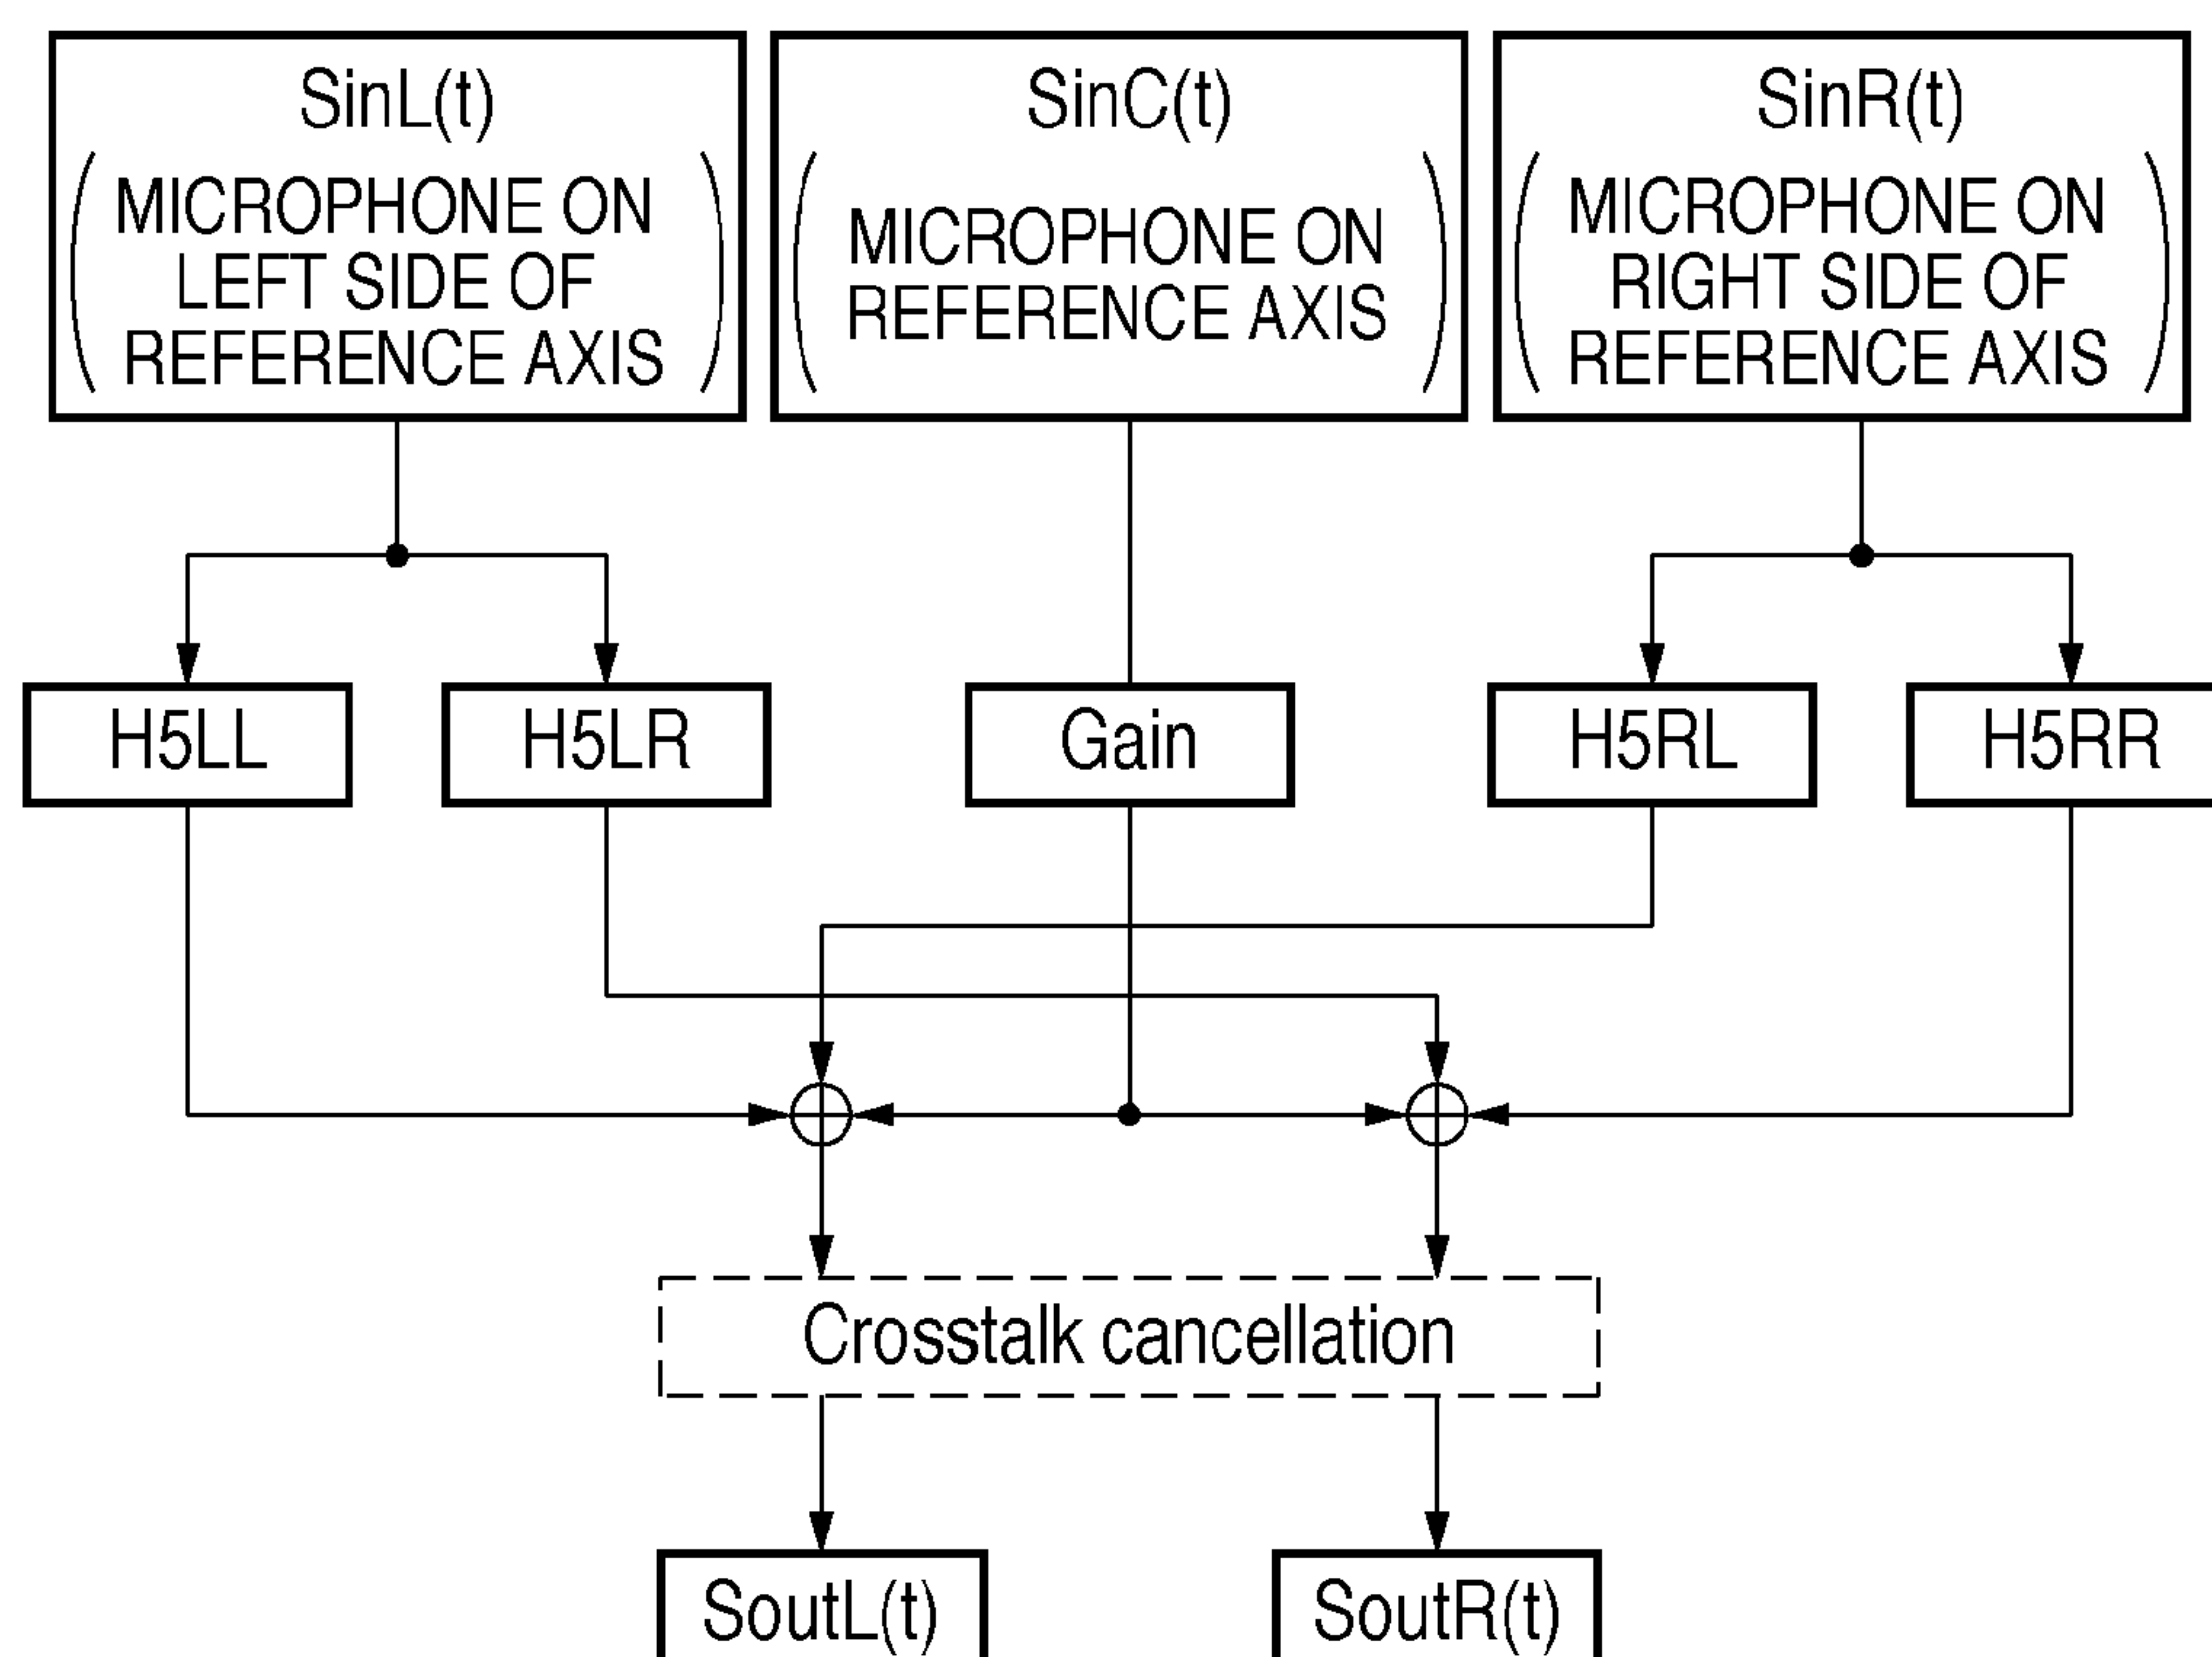 SinL(t)
MICROPHONE ON
LEFT SIDE OF
REFERENCE AXIS
SinC(t)
MICROPHONE ON
REFERENCE AXIS
SinR(t)
MICROPHONE ON
RIGHT SIDE OF
REFERENCE AXIS
H5LL
H5LR
Gain
H5RL
H5RR
Crosstalk cancellation
SoutL(t)
SoutR(t)